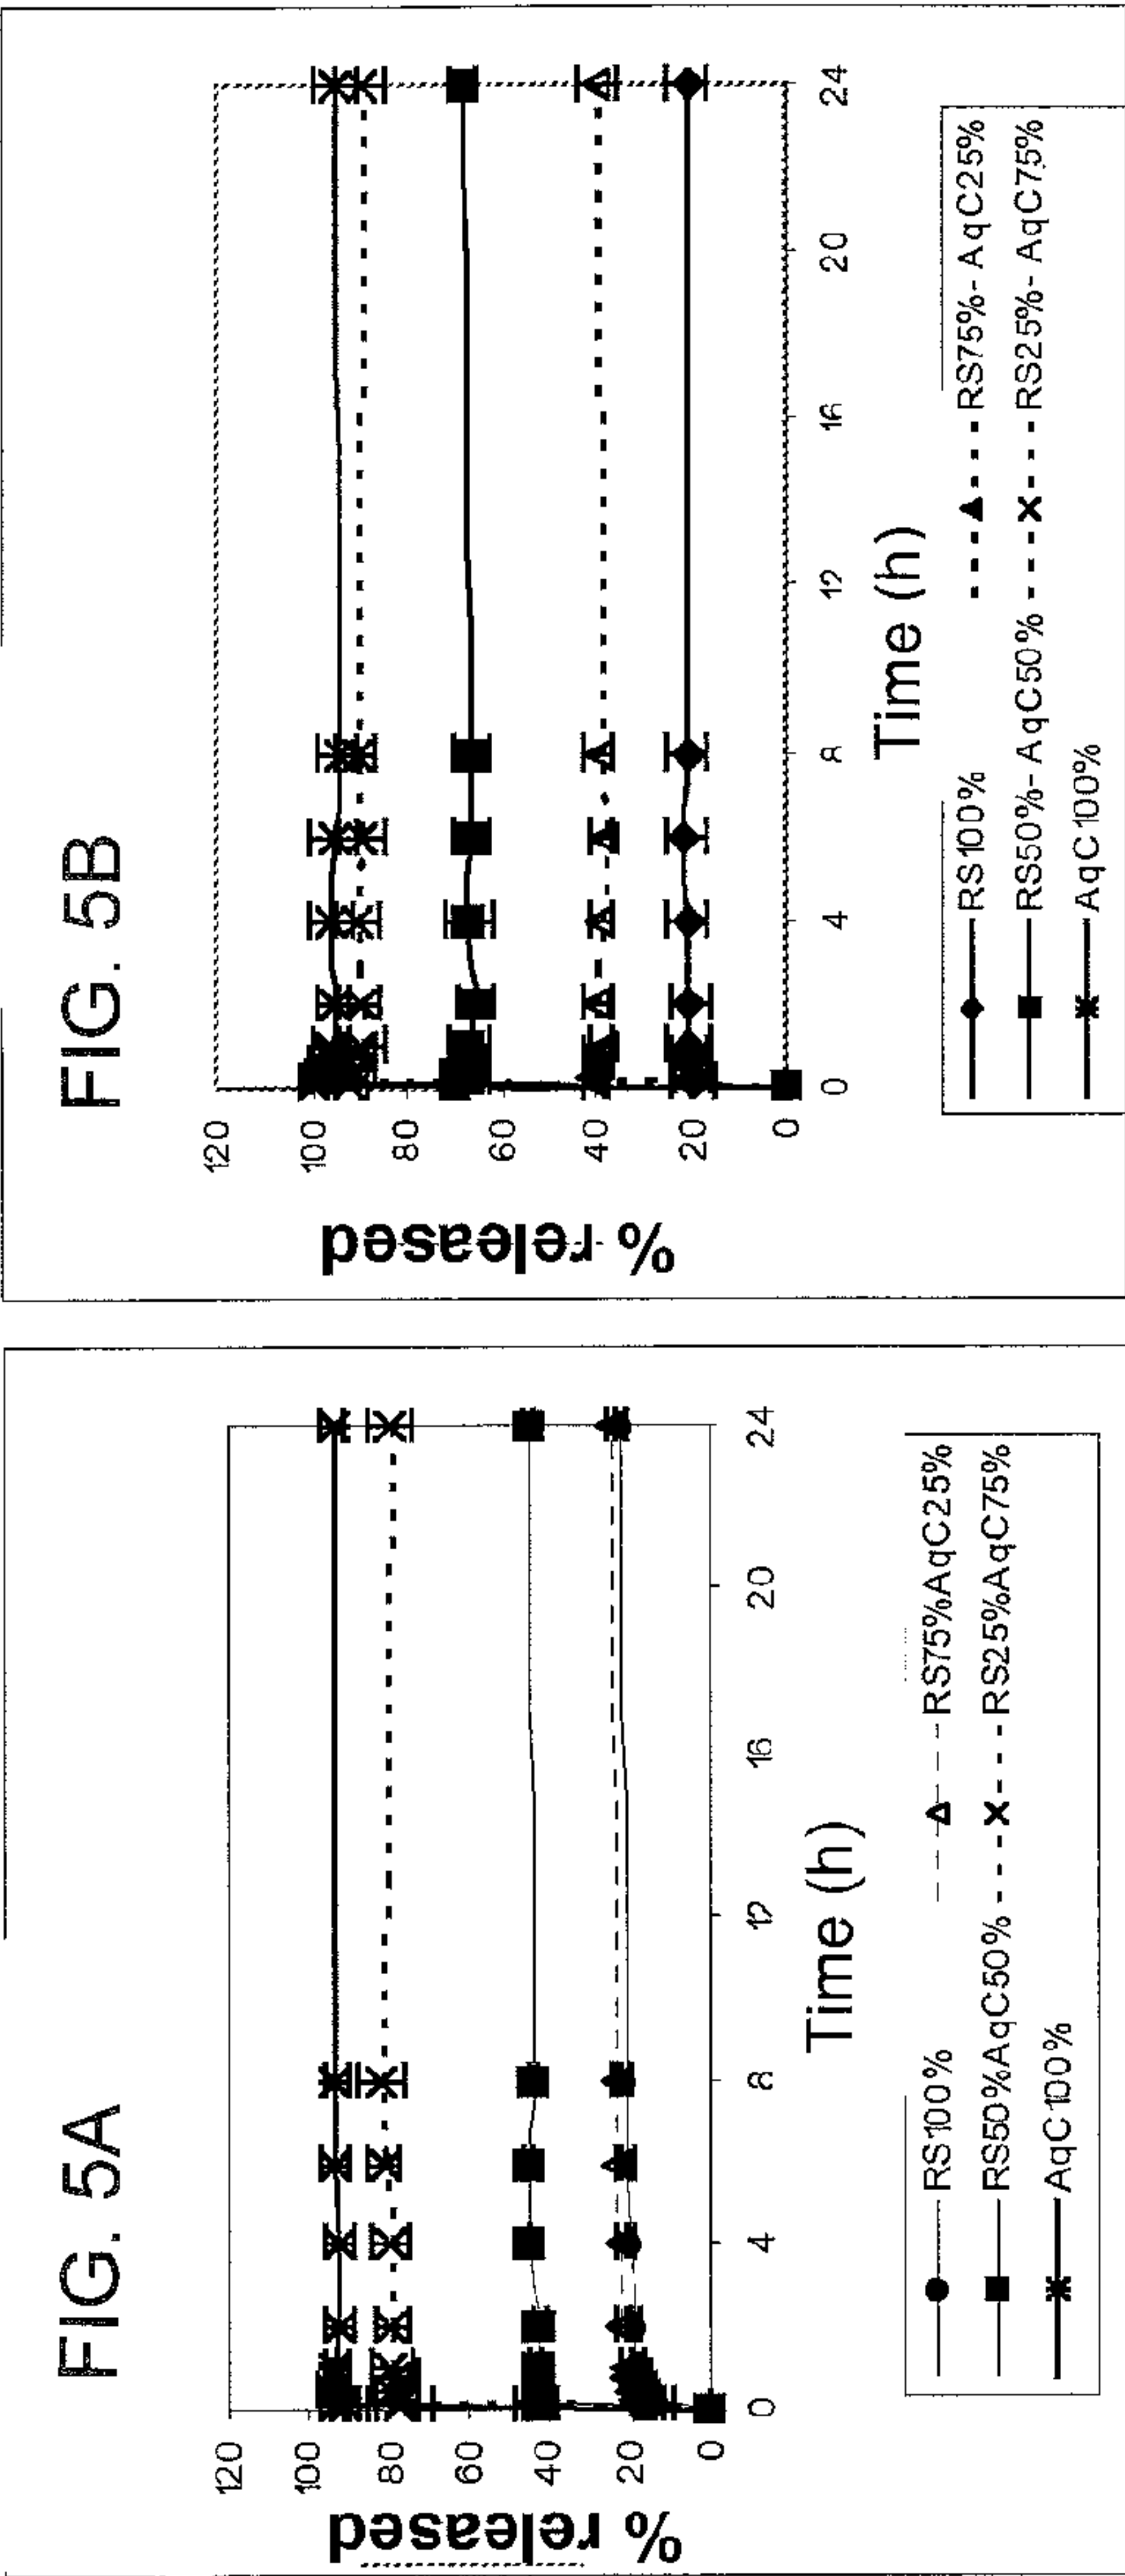 FIG. 5A
% released
120
100
80
60
40
20
0
0 4 8 12 16 20 24
Time (h)
RS100% RS75%AqC25%
RS50%AqC50% RS25%AqC75%
AqC100%
FIG. 5B
% released
120
100
80
60
40
20
0
0 4 8 12 16 20 24
Time (h)
RS100% RS75%- AqC25%
RS50%- AqC50% RS25%- AqC75%
AqC100%